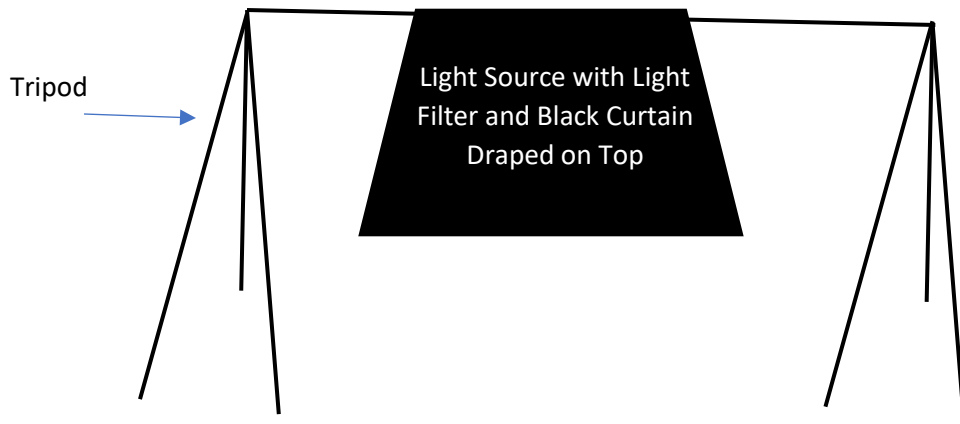 Tripod
Light Source with Light
Filter and Black Curtain
Draped on Top